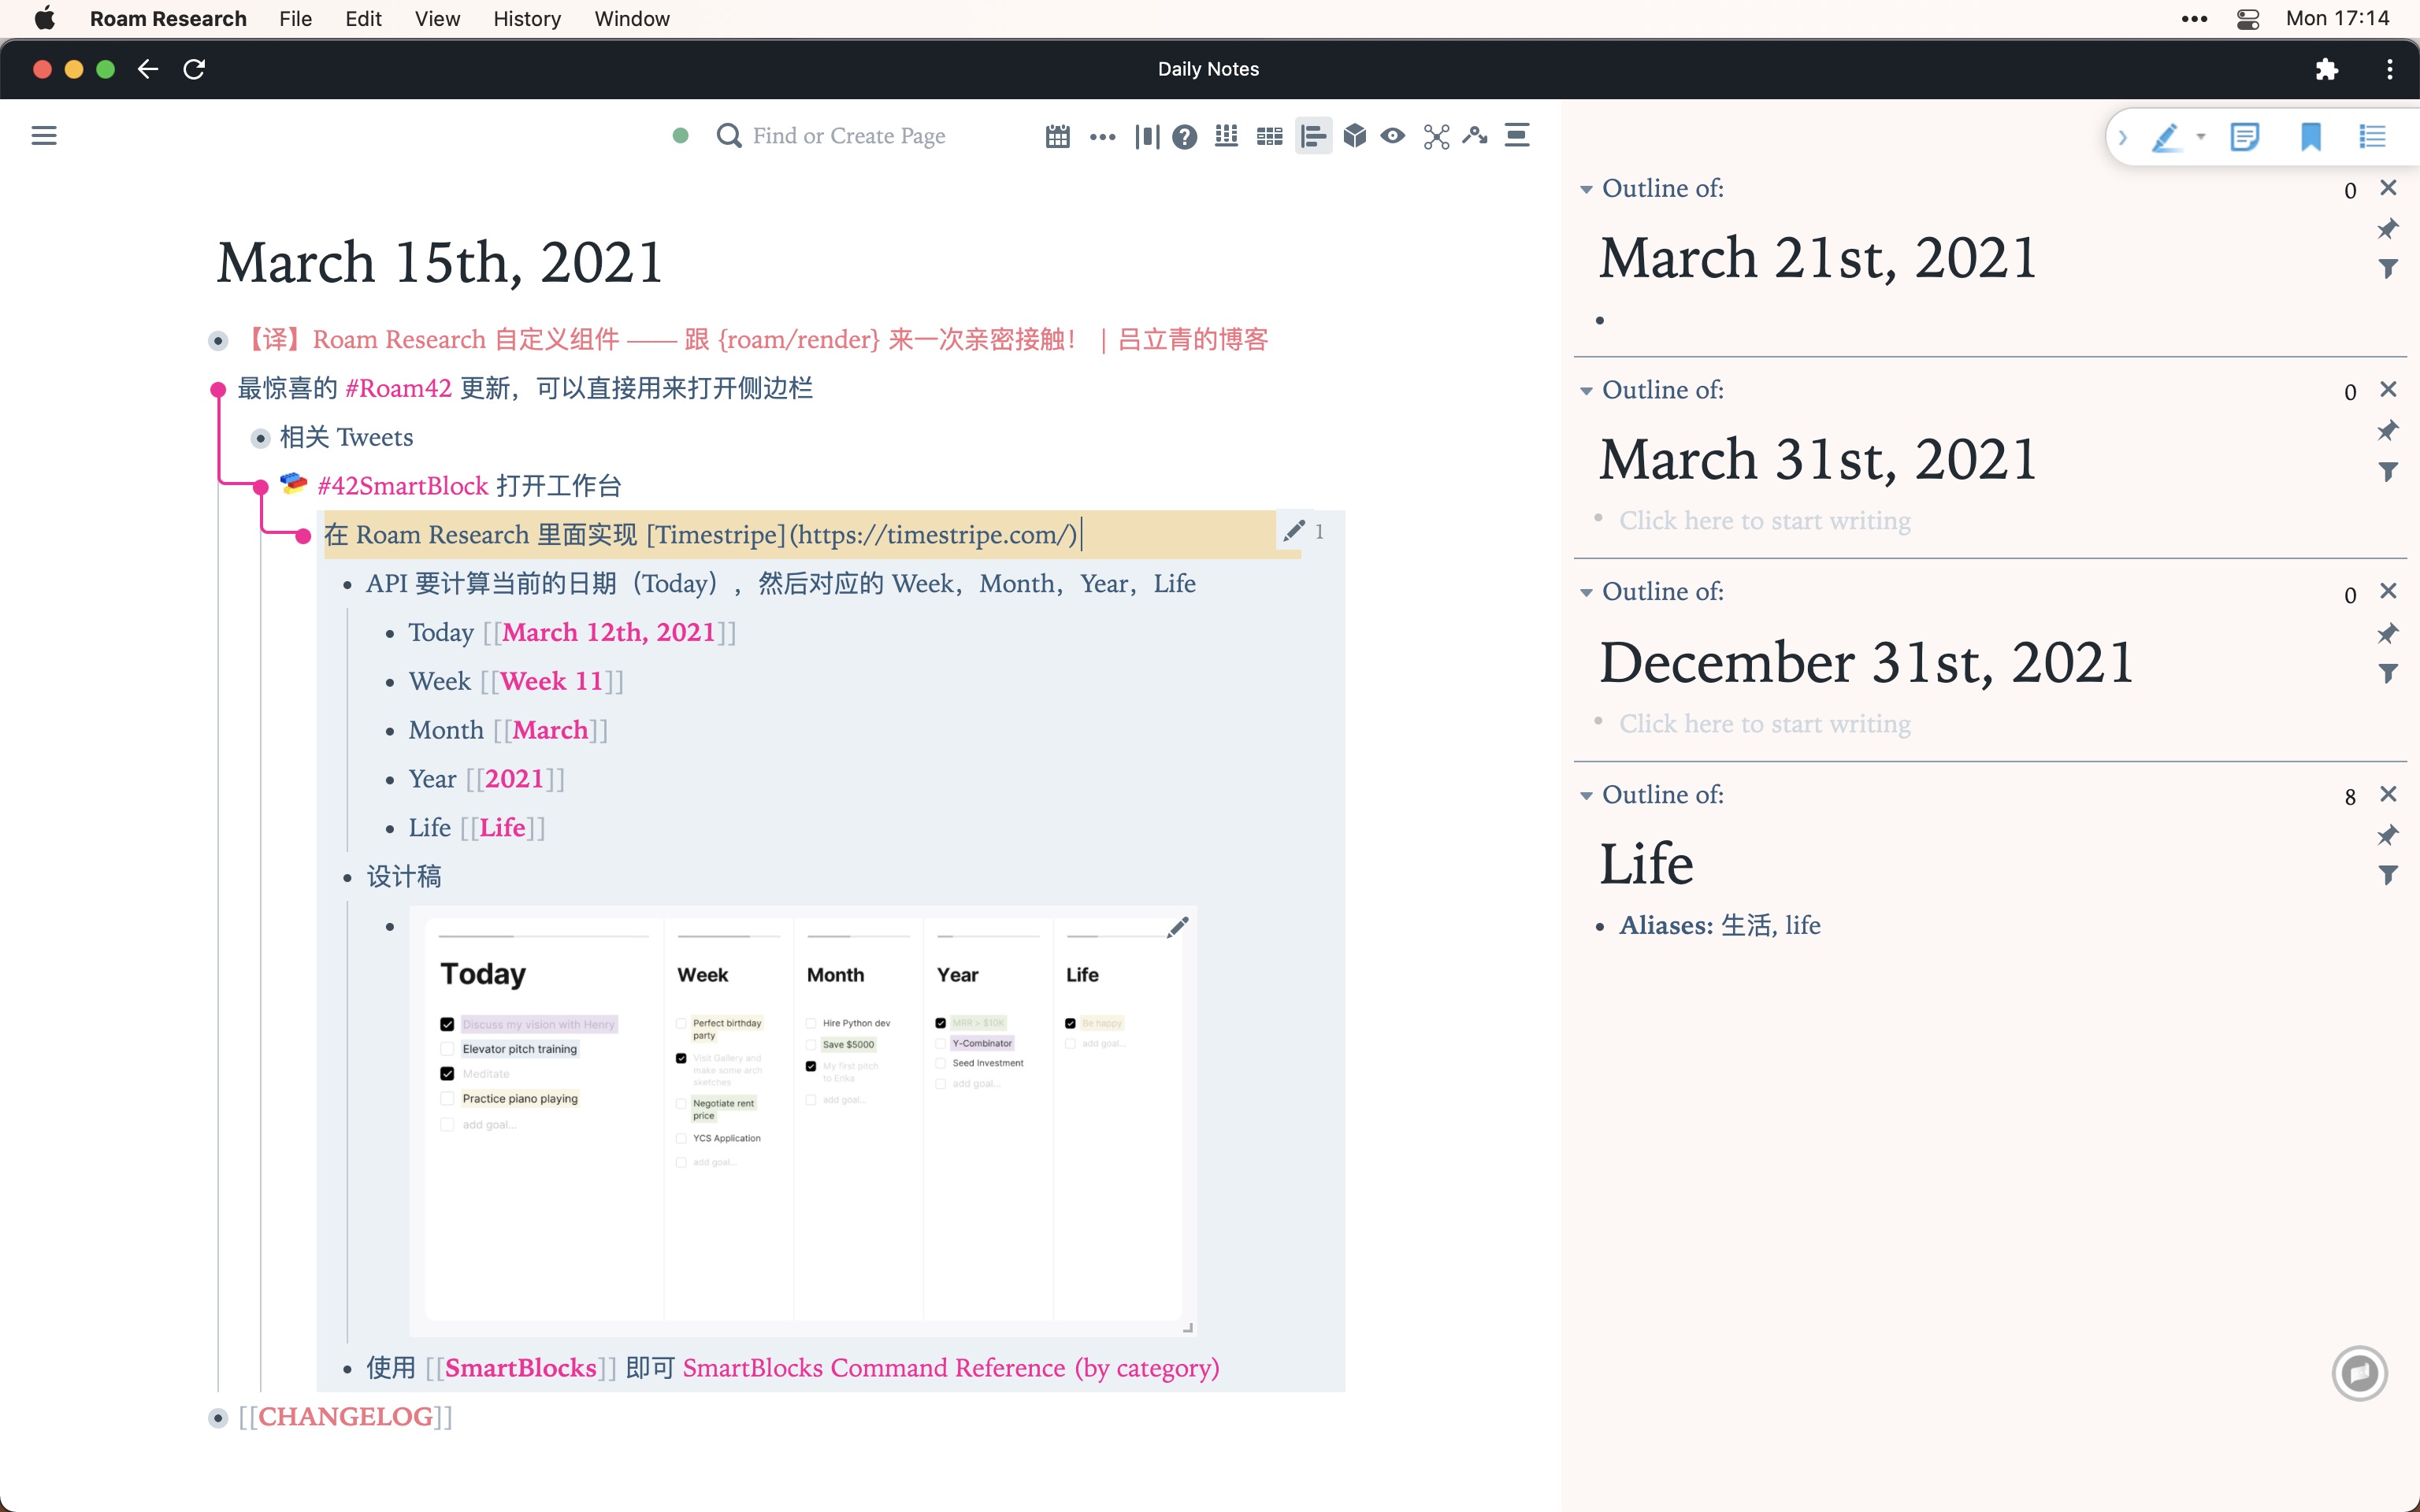 Roam Research File Edit View History Window Mon 17:14
Daily Notes
Find or Create Page
March 15th, 2021
【译】Roam Research 自定义组件 —— 跟 {roam/render} 来一次亲密接触！ | 吕立青的博客
最惊喜的 #Roam42 更新，可以直接用来打开侧边栏
相关 Tweets
#42SmartBlock 打开工作台
在 Roam Research 里面实现 [Timestripe](https://timestripe.com/)
1
API 要计算当前的日期（Today），然后对应的 Week，Month，Year，Life
Today [[March 12th, 2021]]
Week [[Week 11]]
Month [[March]]
Year [[2021]]
Life [[Life]]
设计稿
Today
Discuss my vision with Henry
Elevator pitch training
Meditate
Practice piano playing
add goal...
Week
Perfect birthday
party
Visit Gallery and
make some arch
sketches
Negotiate rent
price
YCS Application
add goal...
Month
Hire Python dev
Save $5000
My first pitch
to Erika
add goal...
Year
MRR > $10K
Y-Combinator
Seed Investment
add goal...
Life
Be happy
add goal...
使用 [[SmartBlocks]] 即可 SmartBlocks Command Reference (by category)
[[CHANGELOG]]
Outline of:
0
March 21st, 2021
Outline of:
0
March 31st, 2021
Click here to start writing
Outline of:
0
December 31st, 2021
Click here to start writing
Outline of:
8
Life
Aliases: 生活, life